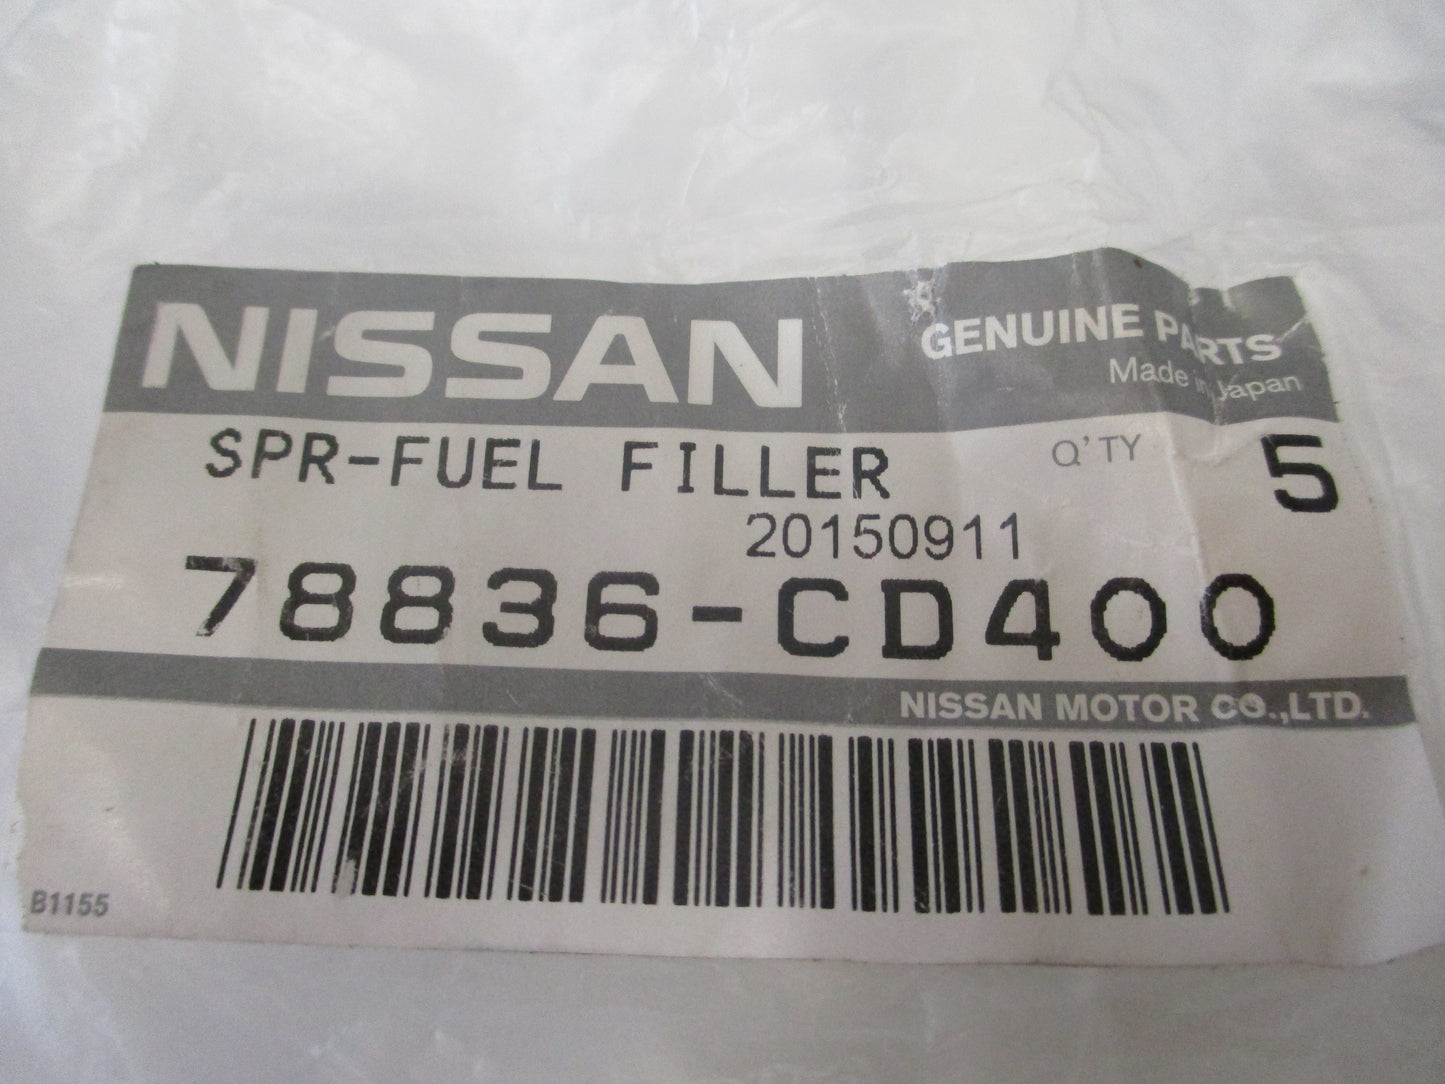 NISSAN
GENUINE PARTS
Made in Japan
SPR-FUEL FILLER
Q'TY 5
20150911
78836-CD400
NISSAN MOTOR CO.,LTD.
B1155